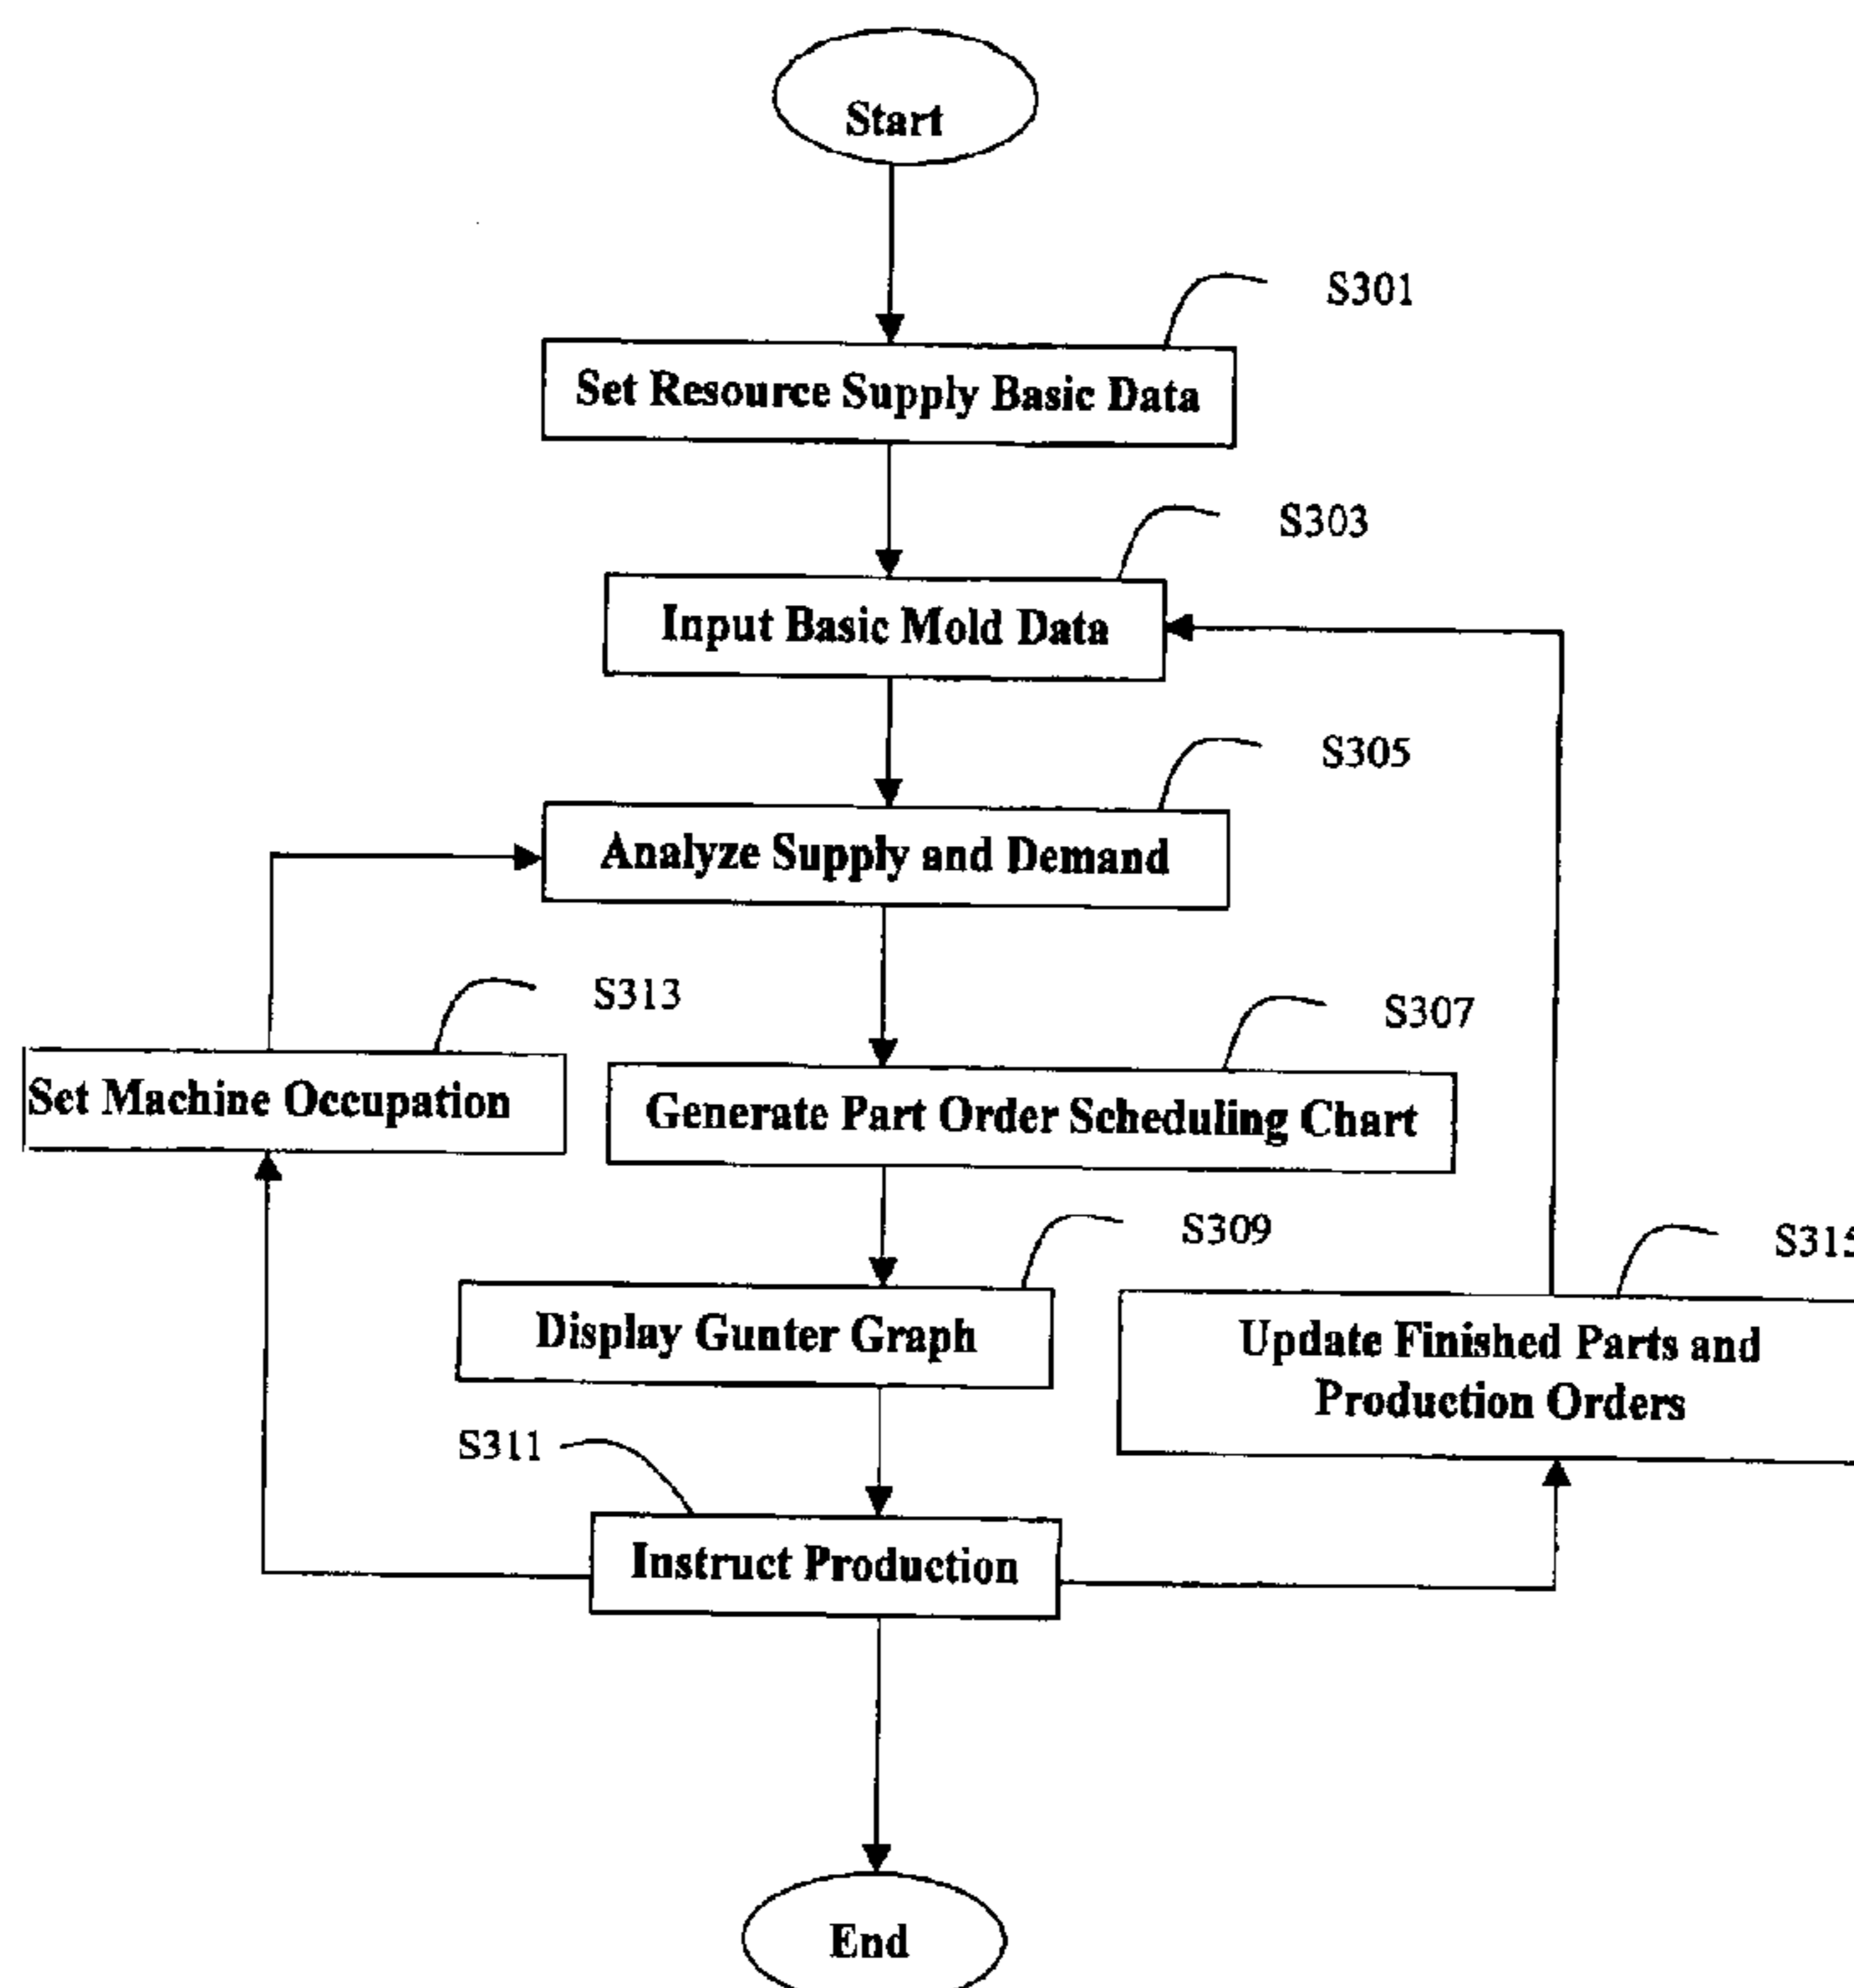 Start
S301
Set Resource Supply Basic Data
S303
Input Basic Mold Data
S305
Analyze Supply and Demand
S313
S307
Set Machine Occupation
Generate Part Order Scheduling Chart
S309
S315
Display Gunter Graph
Update Finished Parts and
Production Orders
S311
Instruct Production
End